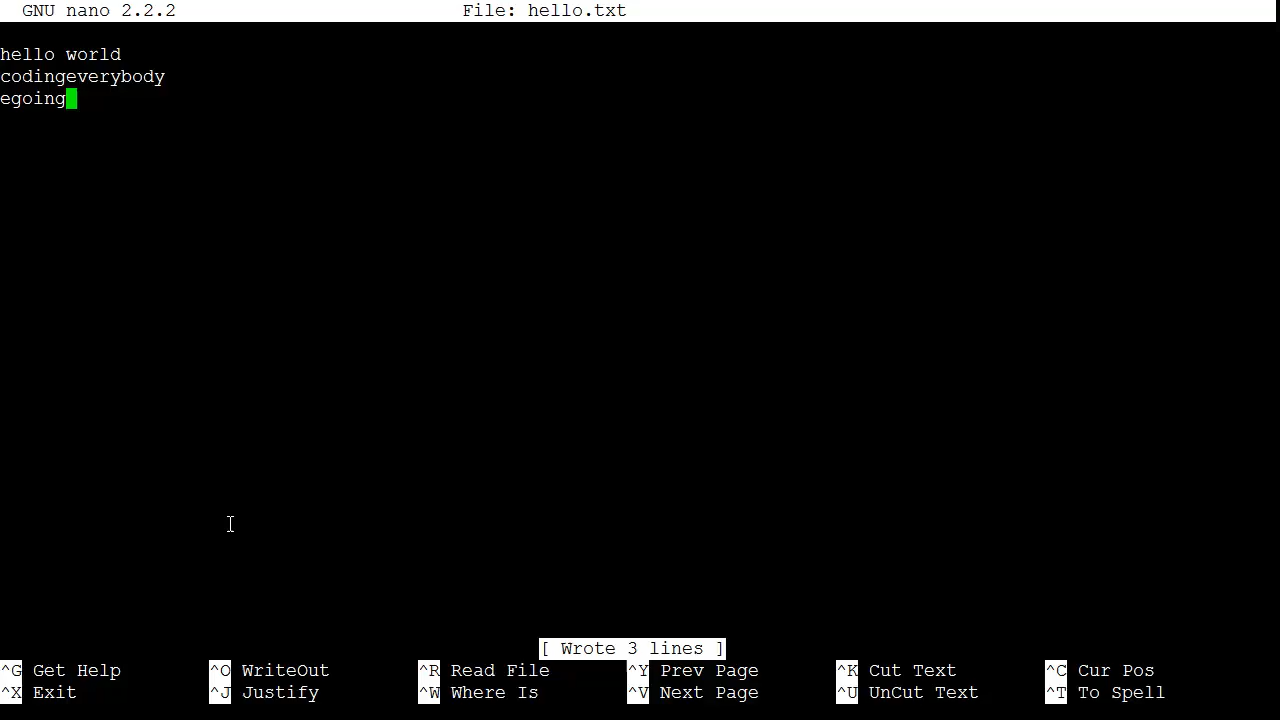 GNU nano 2.2.2 File: hello.txt
hello world
codingeverybody
egoing
[ Wrote 3 lines ]
^G Get Help ^O WriteOut ^R Read File ^Y Prev Page ^K Cut Text ^C Cur Pos
^X Exit ^J Justify ^W Where Is ^V Next Page ^U UnCut Text ^T To Spell